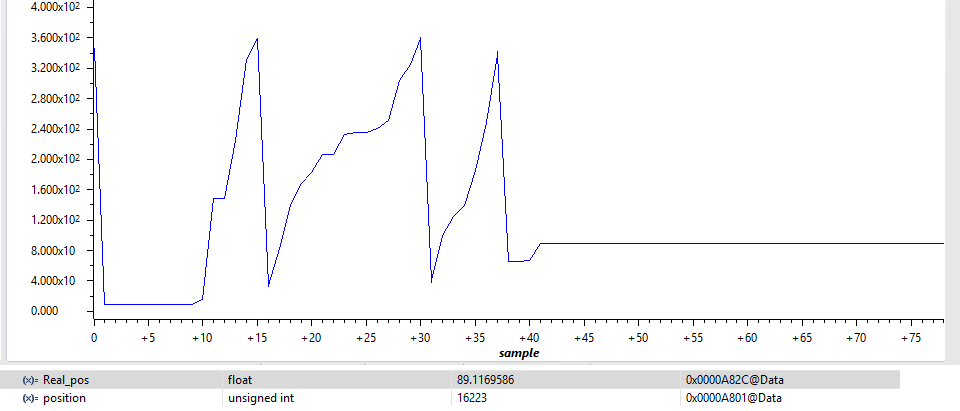 4.000x10²
3.600x10²
3.200x10²
2.800x10²
2.400x10²
2.000x10²
1.600x10²
1.200x10²
8.000x10
4.000x10
0.000
0 +5 +10 +15 +20 +25 +30 +35 +40 +45 +50 +55 +60 +65 +70 +75
sample
(x)= Real_pos float 89.1169586 0x0000A82C@Data
(x)= position unsigned int 16223 0x0000A801@Data